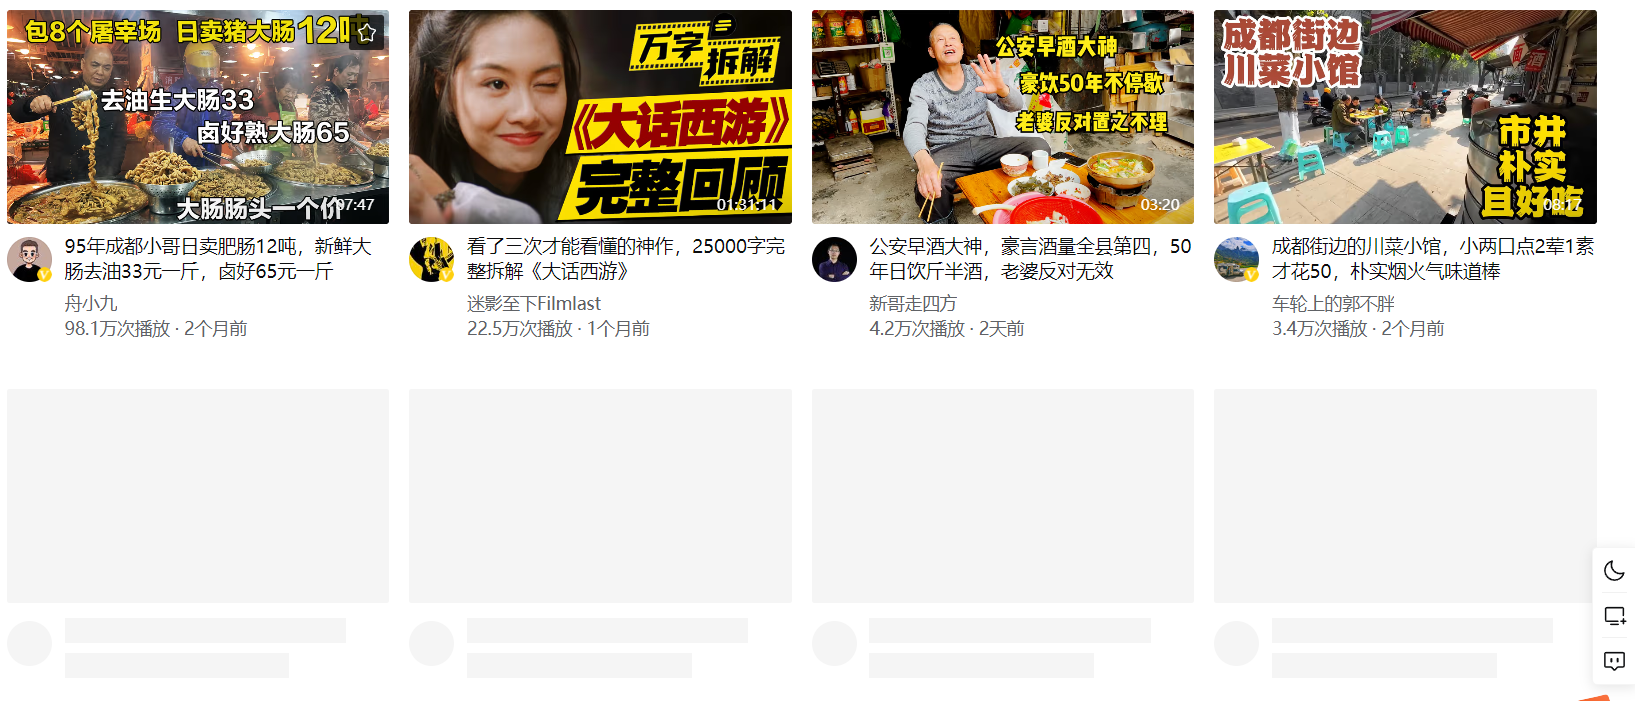 包8个屠宰场 日卖猪大肠12吨
去油生大肠33
卤好熟大肠65
大肠肠头一个价
07:47
95年成都小哥日卖肥肠12吨，新鲜大
肠去油33元一斤，卤好65元一斤
舟小九
98.1万次播放 · 2个月前
万字
拆解
《大话西游》
完整回顾
01:31:11
看了三次才能看懂的神作，25000字完
整拆解《大话西游》
迷影至下Filmlast
22.5万次播放 · 1个月前
公安早酒大神
豪饮50年不停歇
老婆反对置之不理
03:20
公安早酒大神，豪言酒量全县第四，50
年日饮斤半酒，老婆反对无效
新哥走四方
4.2万次播放 · 2天前
成都街边
川菜小馆
市井
朴实
且好吃
08:17
成都街边的川菜小馆，小两口点2荤1素
才花50，朴实烟火气味道棒
车轮上的郭不胖
3.4万次播放 · 2个月前